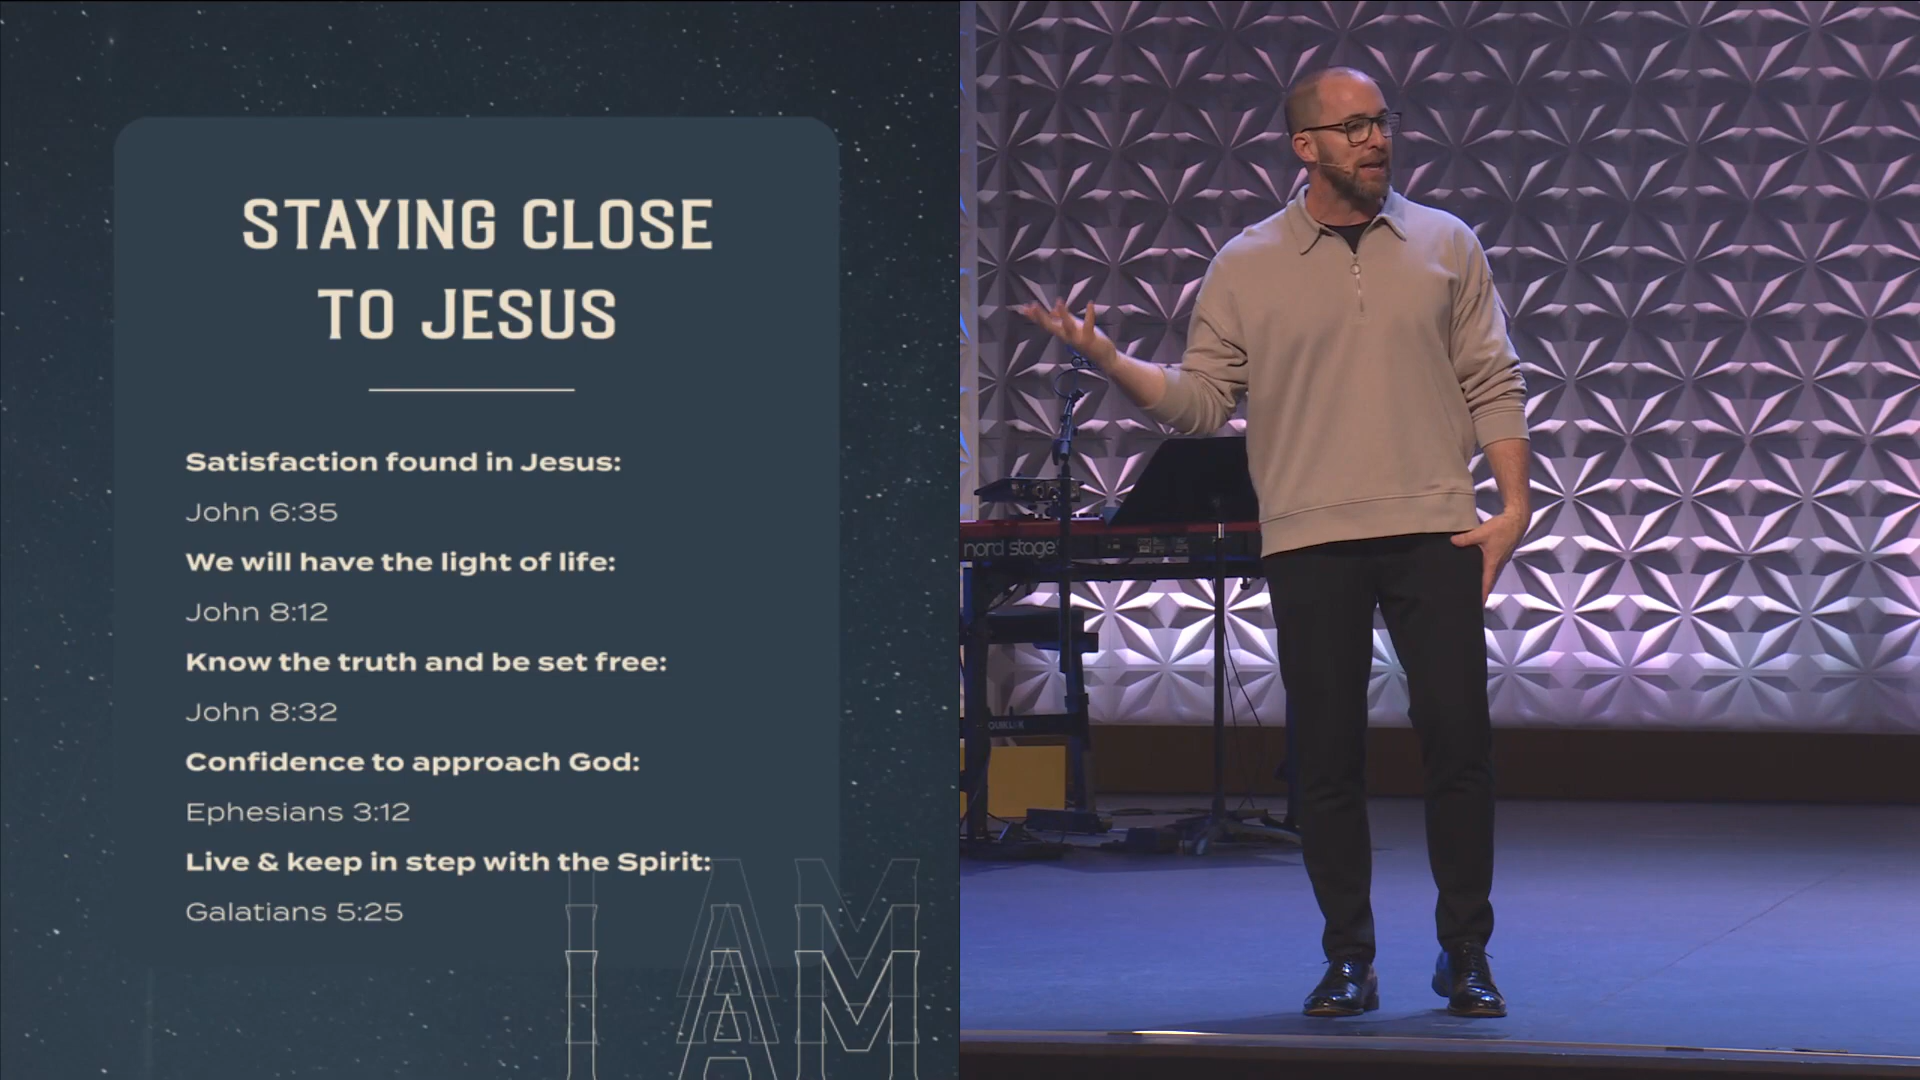 STAYING CLOSE
TO JESUS
Satisfaction found in Jesus:
John 6:35
We will have the light of life:
John 8:12
Know the truth and be set free:
John 8:32
Confidence to approach God:
Ephesians 3:12
Live & keep in step with the Spirit:
Galatians 5:25
I AM
I AM
nord stage